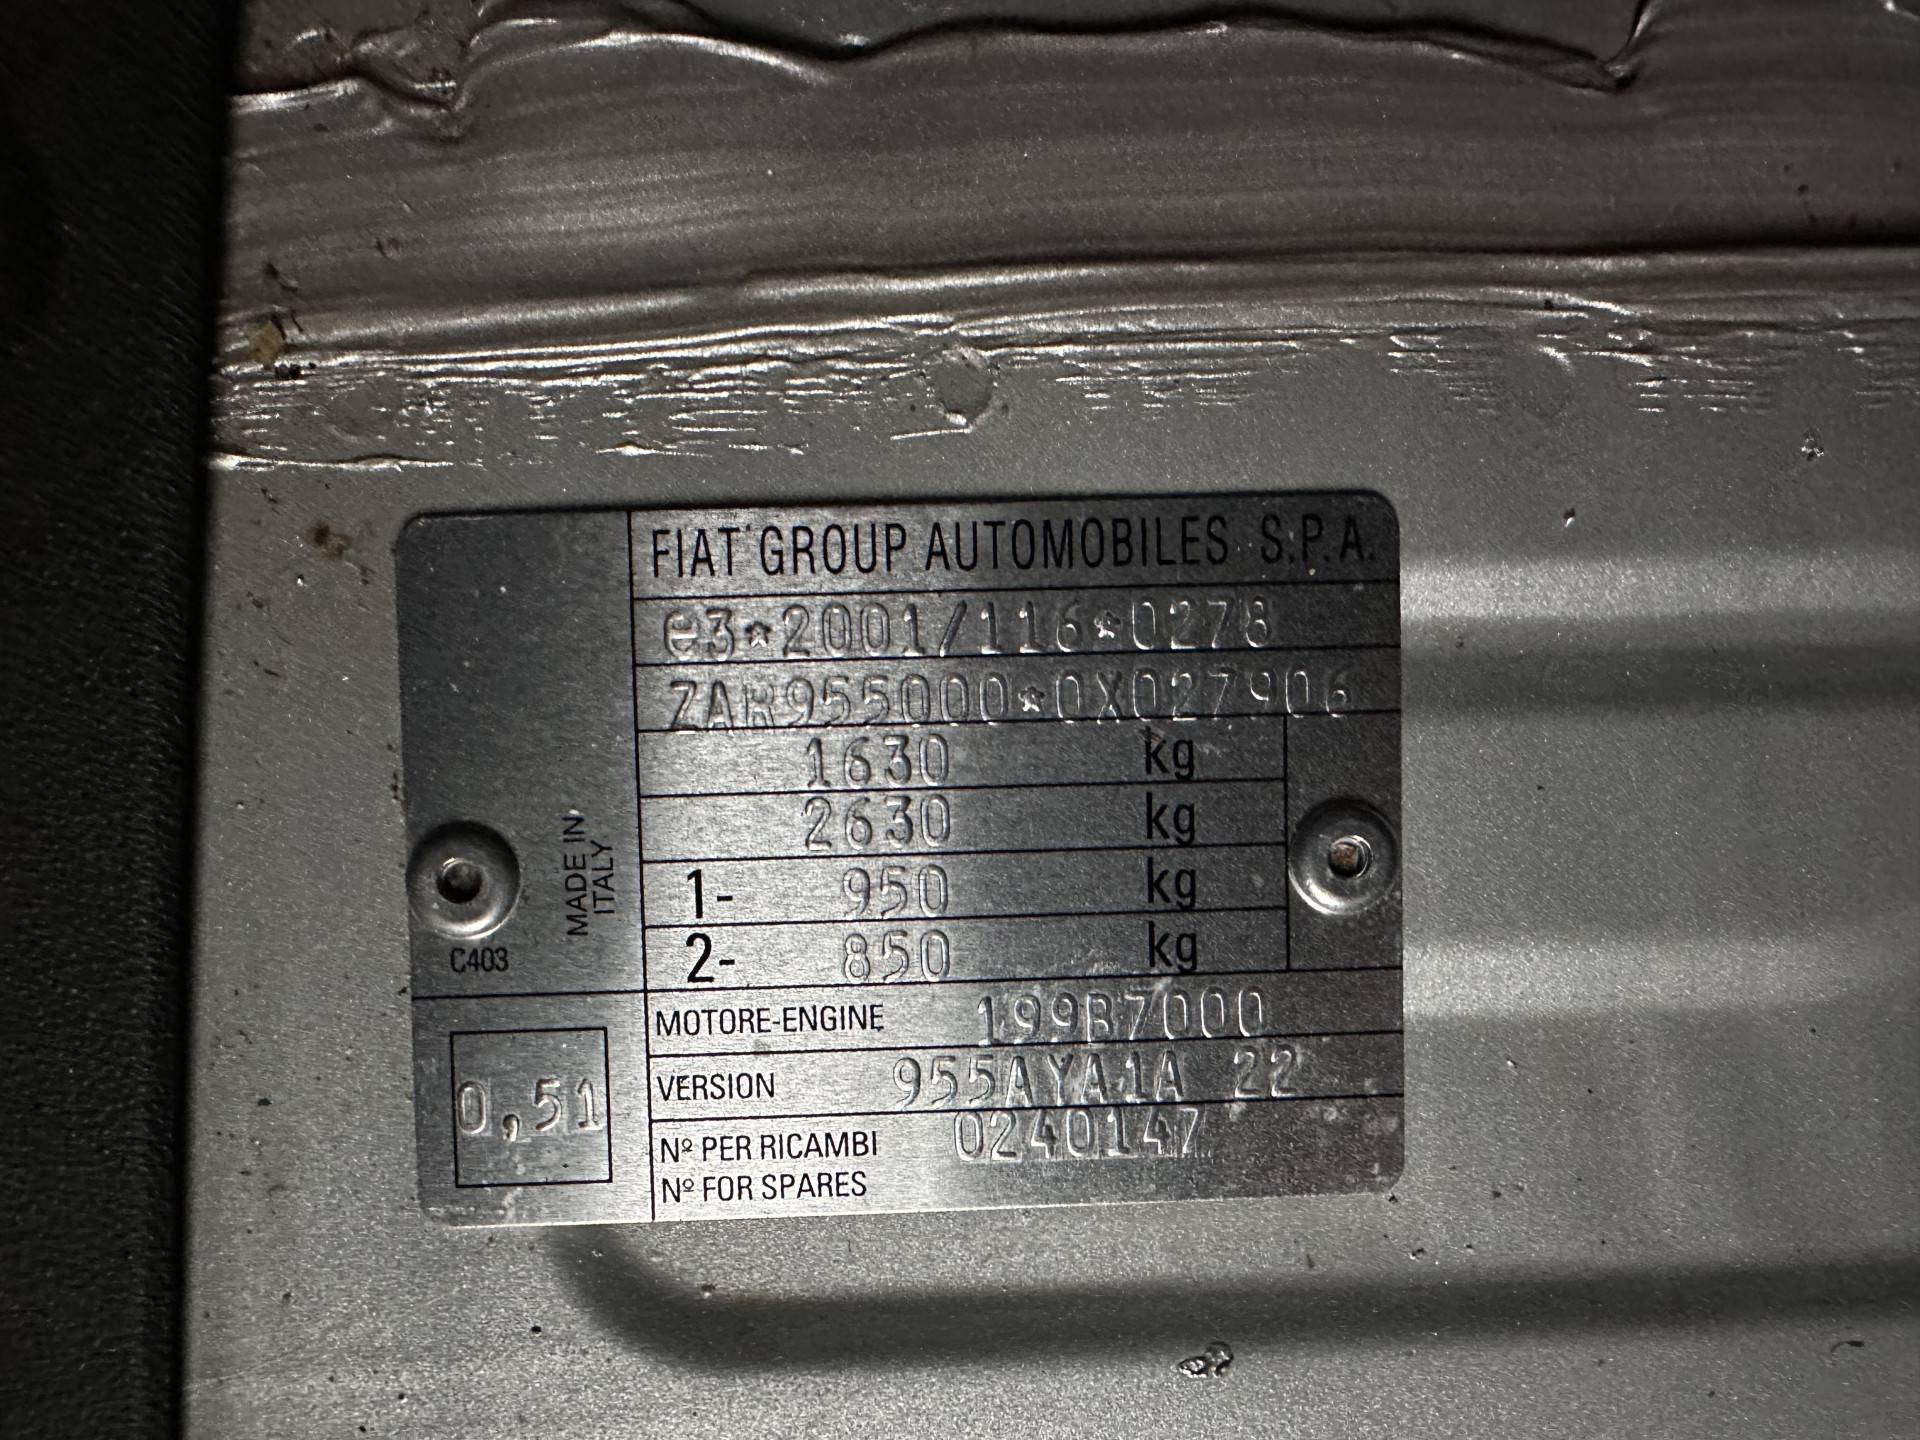 FIAT GROUP AUTOMOBILES S.P.A.
e3*2001/116*0278
ZAR955000*0X027906
1630 kg
2630 kg
1- 950 kg
2- 850 kg
MADE IN
ITALY
C403
MOTORE-ENGINE 199B7000
VERSION 955AYA1A 22
Nº PER RICAMBI 0240147
Nº FOR SPARES
0,51